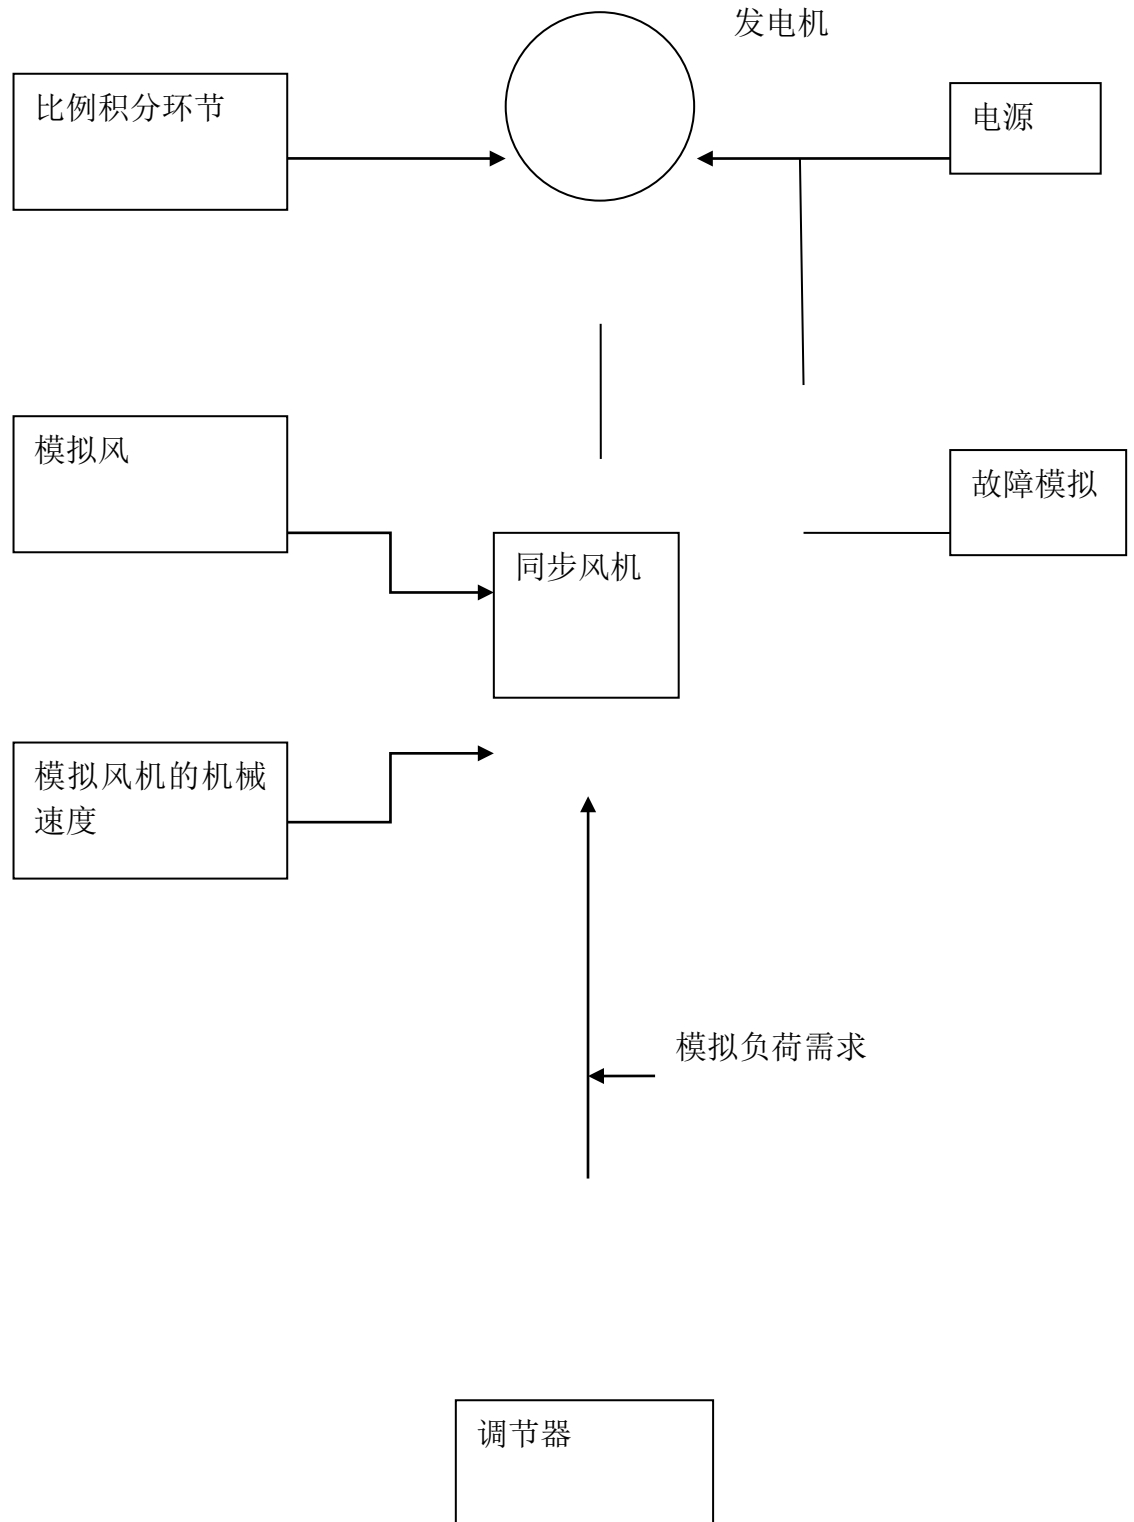 发电机
比例积分环节
电源
模拟风
故障模拟
同步风机
模拟风机的机械
速度
模拟负荷需求
调节器